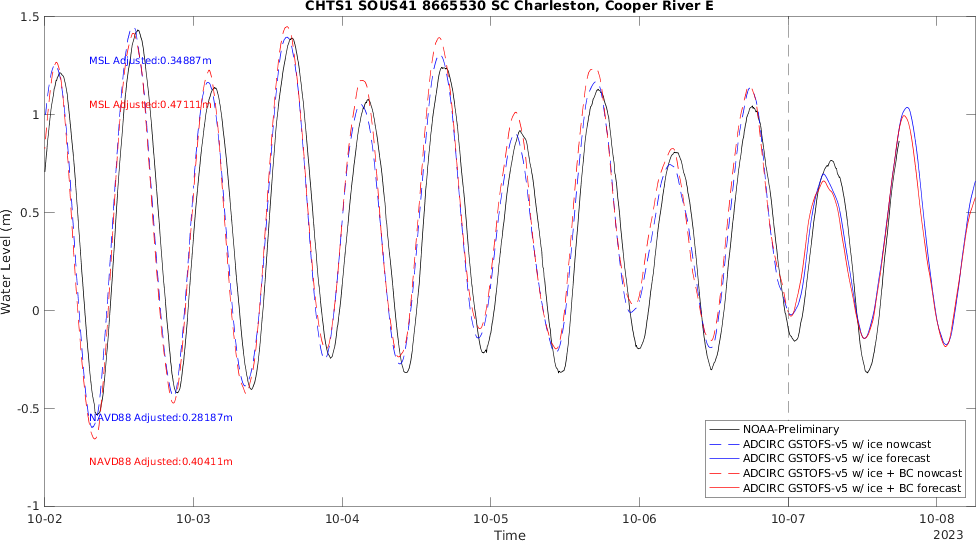 CHTS1 SOUS41 8665530 SC Charleston, Cooper River E
1.5
MSL Adjusted:0.34887m
MSL Adjusted:0.47111m
1
0.5
Water Level (m)
0
-0.5
NAVD88 Adjusted:0.28187m
NAVD88 Adjusted:0.40411m
NOAA-Preliminary
ADCIRC GSTOFS-v5 w/ ice nowcast
ADCIRC GSTOFS-v5 w/ ice forecast
ADCIRC GSTOFS-v5 w/ ice + BC nowcast
ADCIRC GSTOFS-v5 w/ ice + BC forecast
-1
10-02 10-03 10-04 10-05 10-06 10-07 10-08
Time
2023